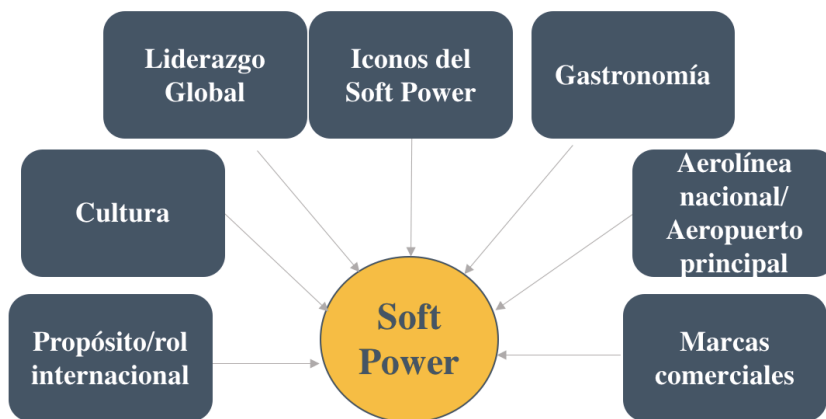 Liderazgo
Global
Iconos del
Soft Power
Gastronomía
Cultura
Aerolínea
nacional/
Aeropuerto
principal
Propósito/rol
internacional
Soft
Power
Marcas
comerciales